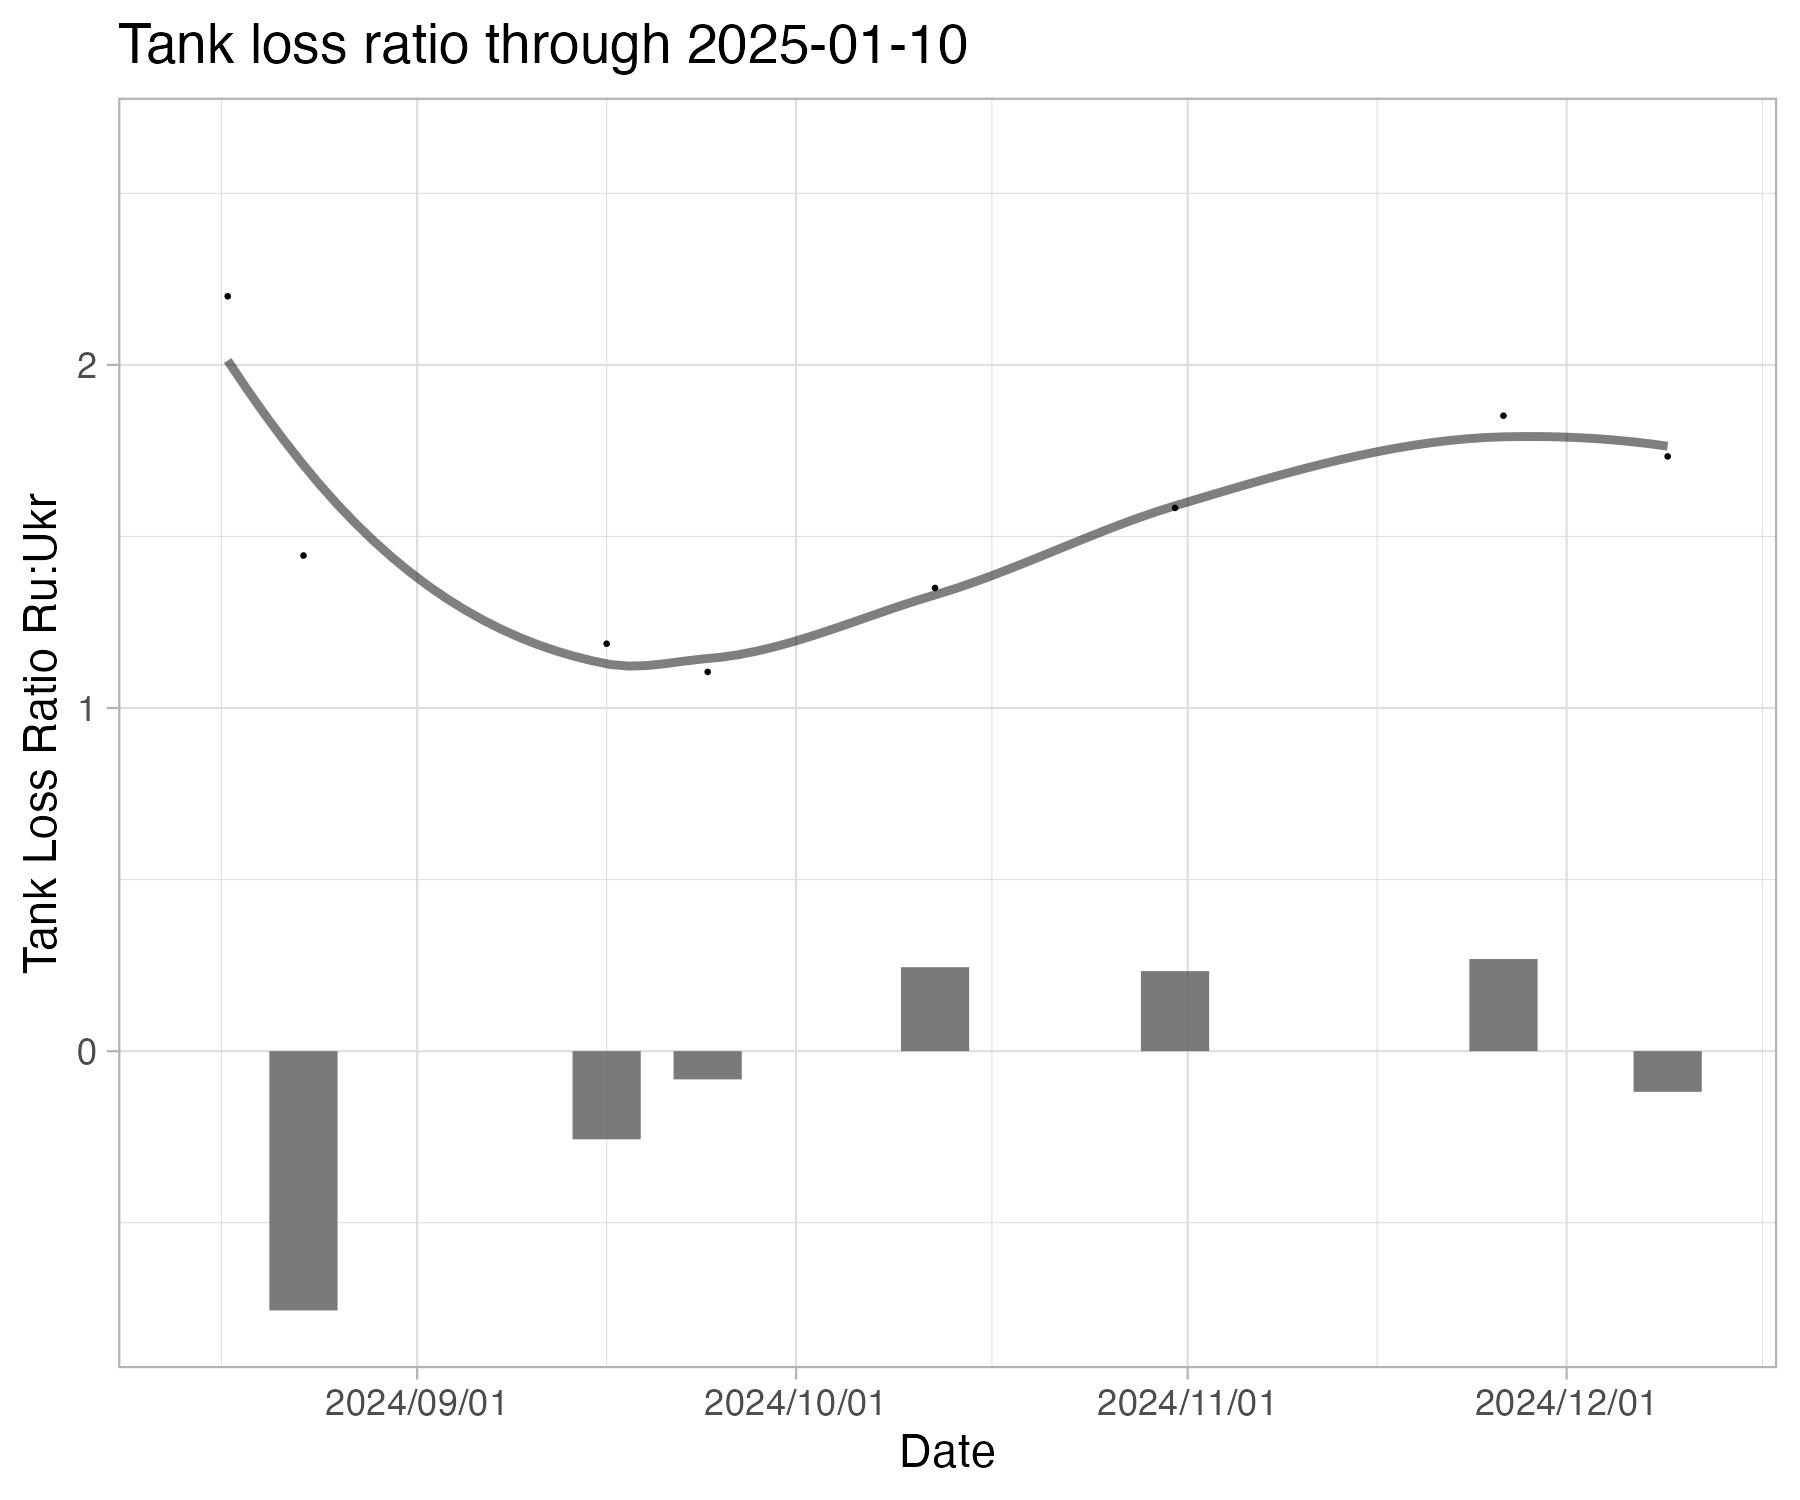 Tank loss ratio through 2025-01-10
Tank Loss Ratio Ru:Ukr
2
1
0
2024/09/01
2024/10/01
2024/11/01
2024/12/01
Date